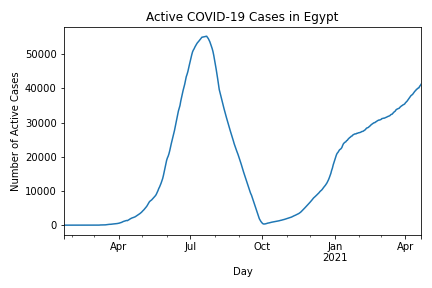 Active COVID-19 Cases in Egypt
Number of Active Cases
50000
40000
30000
20000
10000
0
Apr
Jul
Oct
Jan
2021
Apr
Day